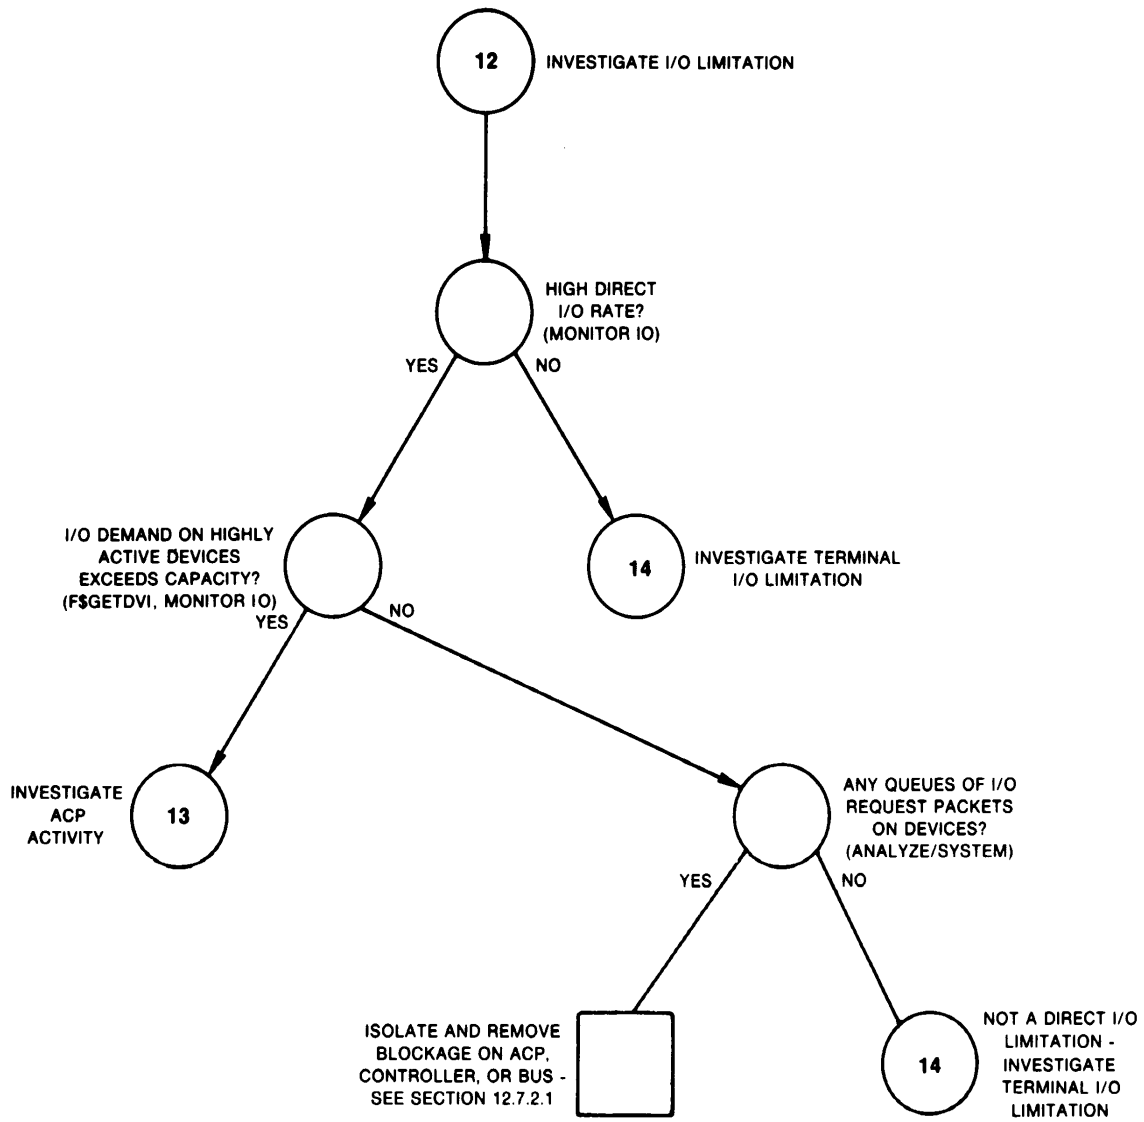 12
INVESTIGATE I/O LIMITATION
HIGH DIRECT
I/O RATE?
(MONITOR IO)
YES
NO
I/O DEMAND ON HIGHLY
ACTIVE DEVICES
EXCEEDS CAPACITY?
(F$GETDVI, MONITOR IO)
14
INVESTIGATE TERMINAL
I/O LIMITATION
YES
NO
INVESTIGATE
ACP
ACTIVITY
13
ANY QUEUES OF I/O
REQUEST PACKETS
ON DEVICES?
(ANALYZE/SYSTEM)
YES
NO
ISOLATE AND REMOVE
BLOCKAGE ON ACP,
CONTROLLER, OR BUS -
SEE SECTION 12.7.2.1
14
NOT A DIRECT I/O
LIMITATION -
INVESTIGATE
TERMINAL I/O
LIMITATION